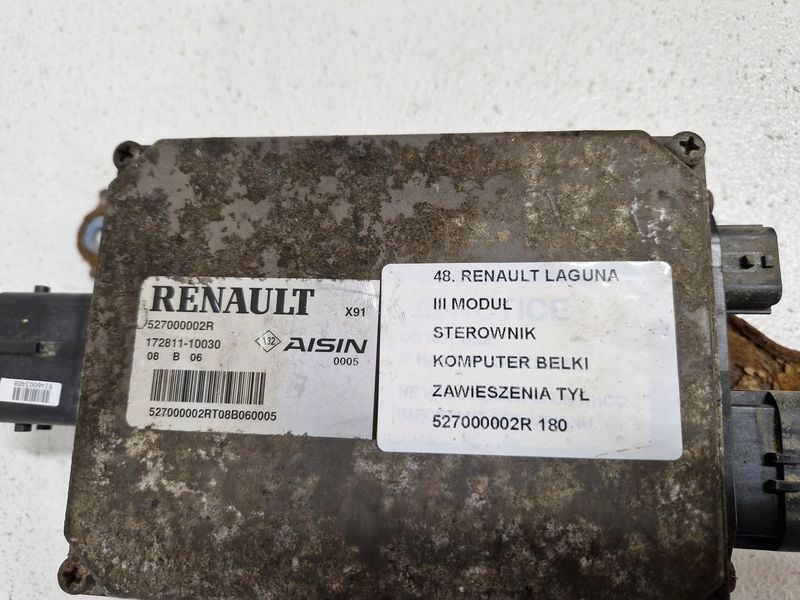 RENAULT X91
527000002R
172811-10030
08 B 06
132 AISIN
0005
527000002RT08B060005
48. RENAULT LAGUNA
III MODUŁ
STEROWNIK
KOMPUTER BELKI
ZAWIESZENIA TYŁ
527000002R 180
9246003408